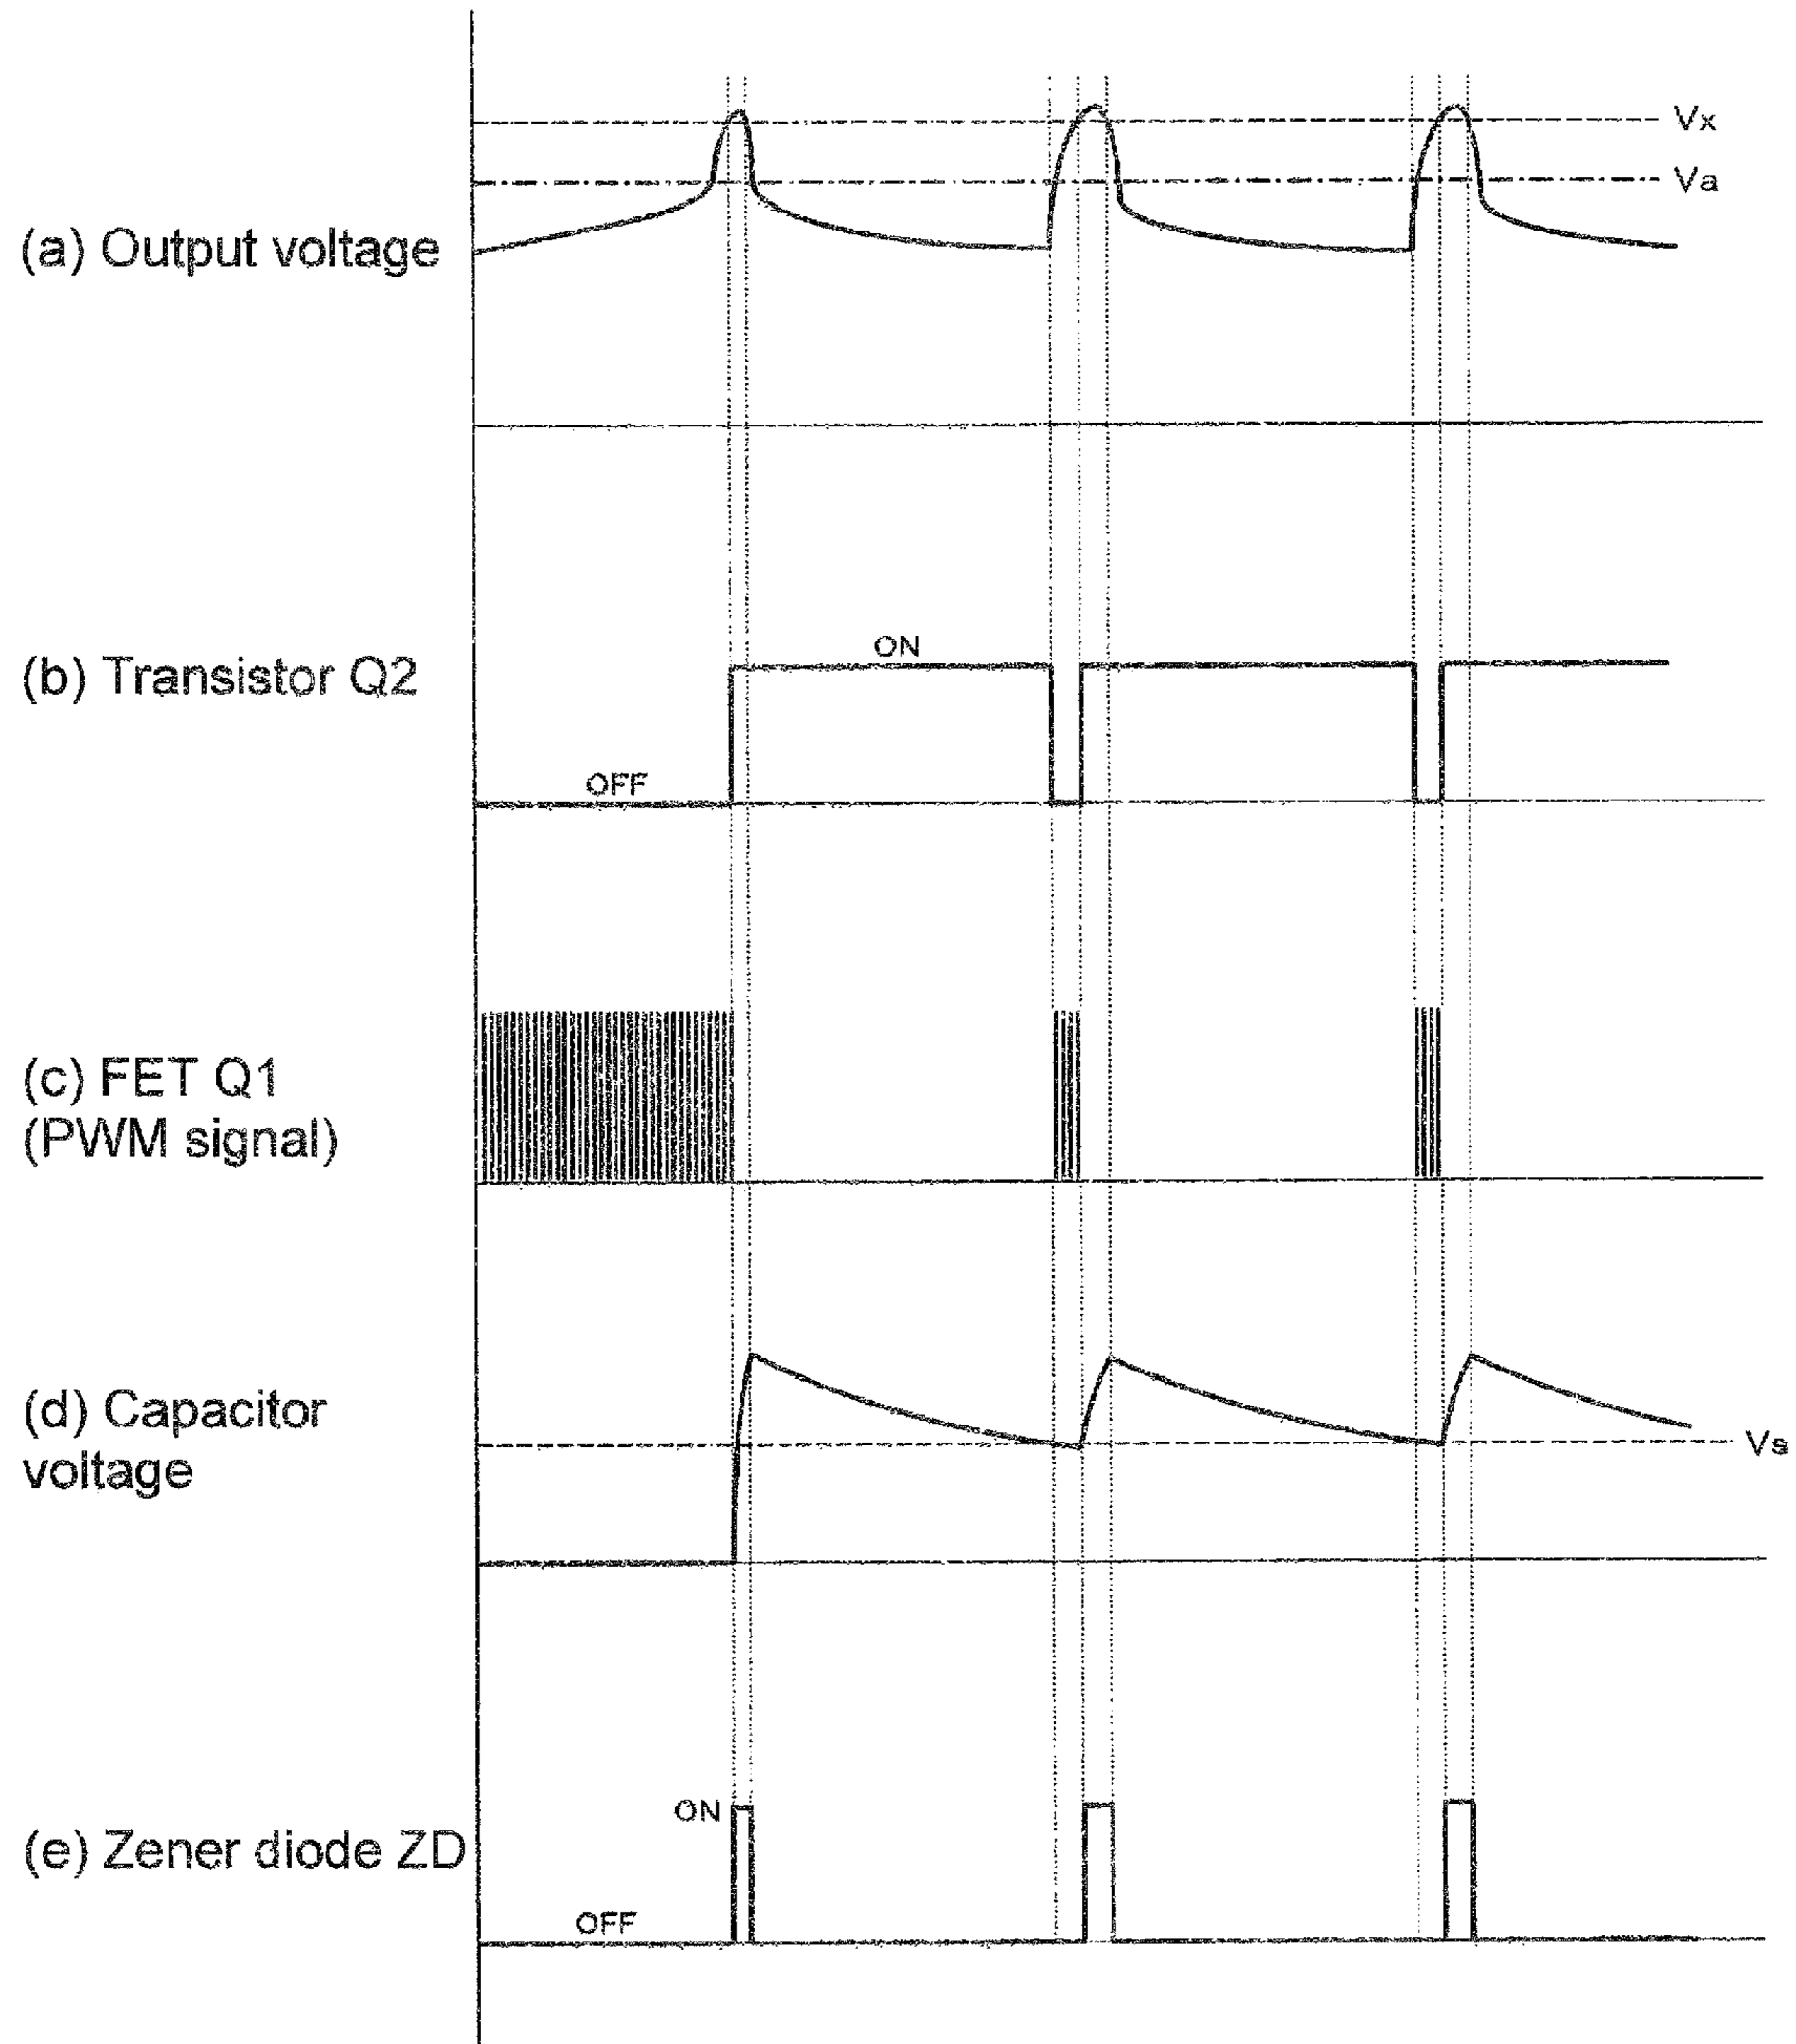 Vx
Va
(a) Output voltage
ON
(b) Transistor Q2
OFF
(c) FET Q1
(PWM signal)
(d) Capacitor
voltage
Vs
ON
(e) Zener diode ZD
OFF